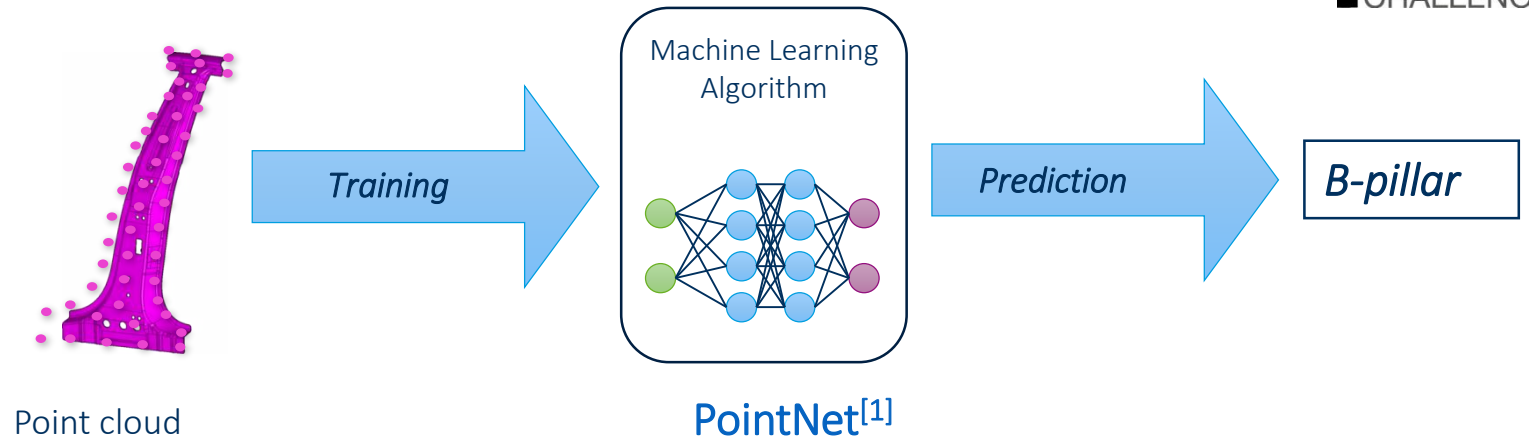 Machine Learning
Algorithm
Training
Prediction
B-pillar
Point cloud
PointNet[1]